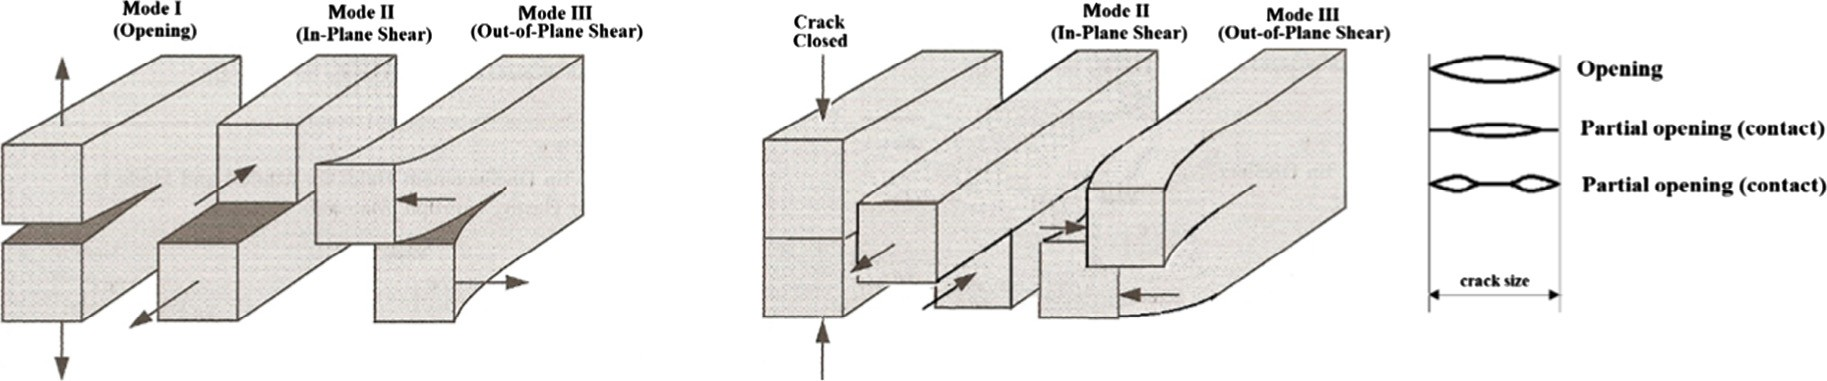 Mode I
(Opening)
Mode II
(In-Plane Shear)
Mode III
(Out-of-Plane Shear)
Crack
Closed
Mode II
(In-Plane Shear)
Mode III
(Out-of-Plane Shear)
Opening
Partial opening (contact)
Partial opening (contact)
crack size